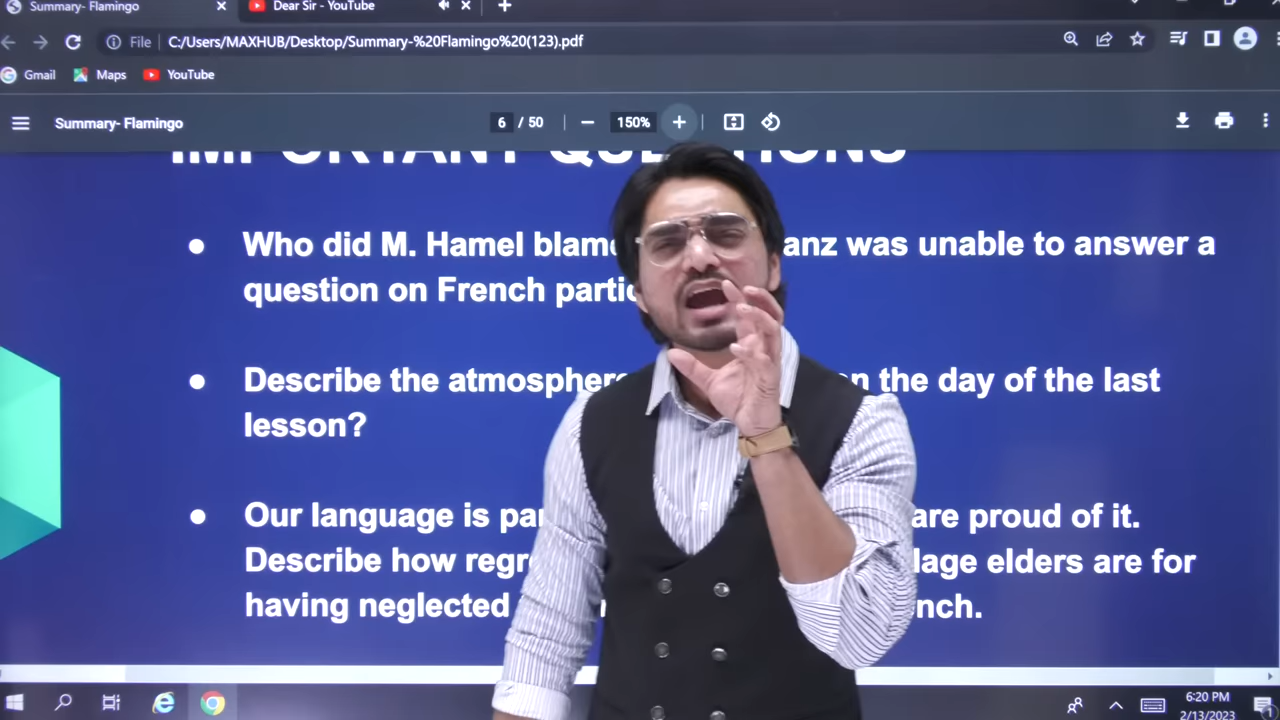 Summary- Flamingo
Dear Sir - YouTube
File C:/Users/MAXHUB/Desktop/Summary-%20Flamingo%20(123).pdf
Gmail Maps YouTube
Summary- Flamingo 6 / 50 150%
IMPORTANT QUESTIONS
Who did M. Hamel blame anz was unable to answer a
question on French partic
Describe the atmosphere n the day of the last
lesson?
Our language is par are proud of it.
Describe how regr lage elders are for
having neglected nch.
6:20 PM
2/13/2023